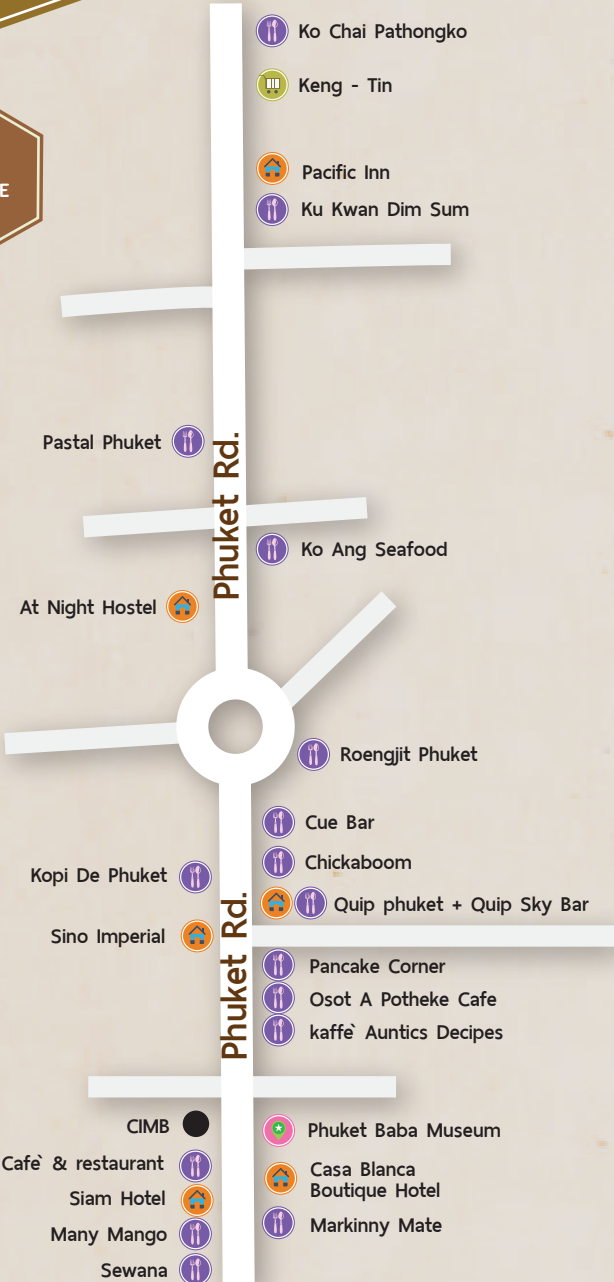 Ko Chai Pathongko
Keng - Tin
E
Pacific Inn
Ku Kwan Dim Sum
Pastal Phuket
Phuket Rd.
Ko Ang Seafood
At Night Hostel
Roengjit Phuket
Cue Bar
Chickaboom
Kopi De Phuket
Quip phuket + Quip Sky Bar
Sino Imperial
Phuket Rd.
Pancake Corner
Osot A Potheke Cafe
kaffe` Auntics Decipes
CIMB
Phuket Baba Museum
Cafe` & restaurant
Casa Blanca
Boutique Hotel
Siam Hotel
Many Mango
Markinny Mate
Sewana